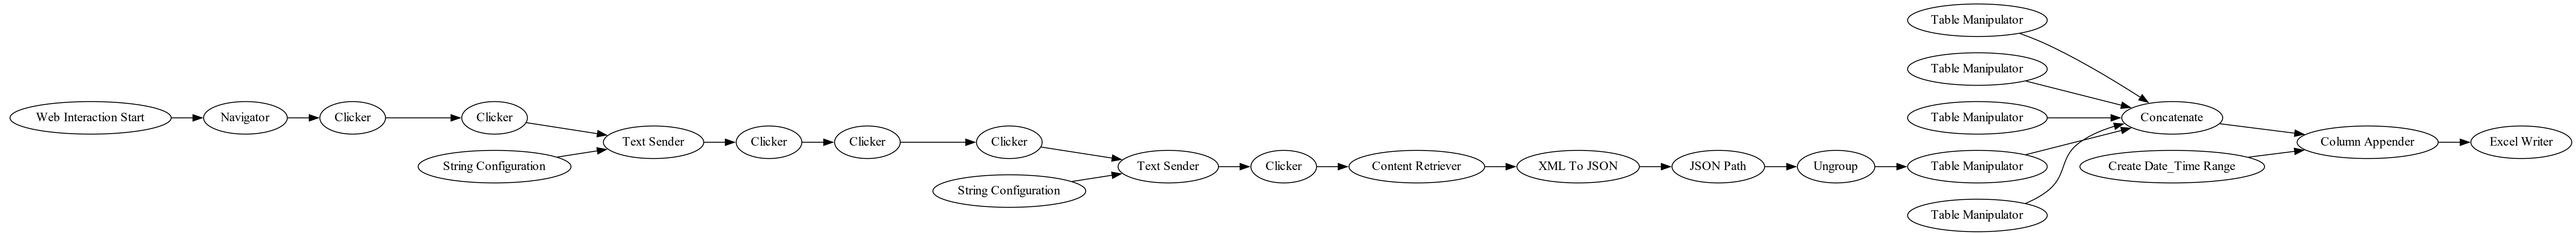 Web Interaction Start
Navigator
Clicker
Clicker
String Configuration
Text Sender
Clicker
Clicker
Clicker
String Configuration
Text Sender
Clicker
Content Retriever
XML To JSON
JSON Path
Ungroup
Table Manipulator
Table Manipulator
Table Manipulator
Table Manipulator
Table Manipulator
Concatenate
Create Date_Time Range
Column Appender
Excel Writer